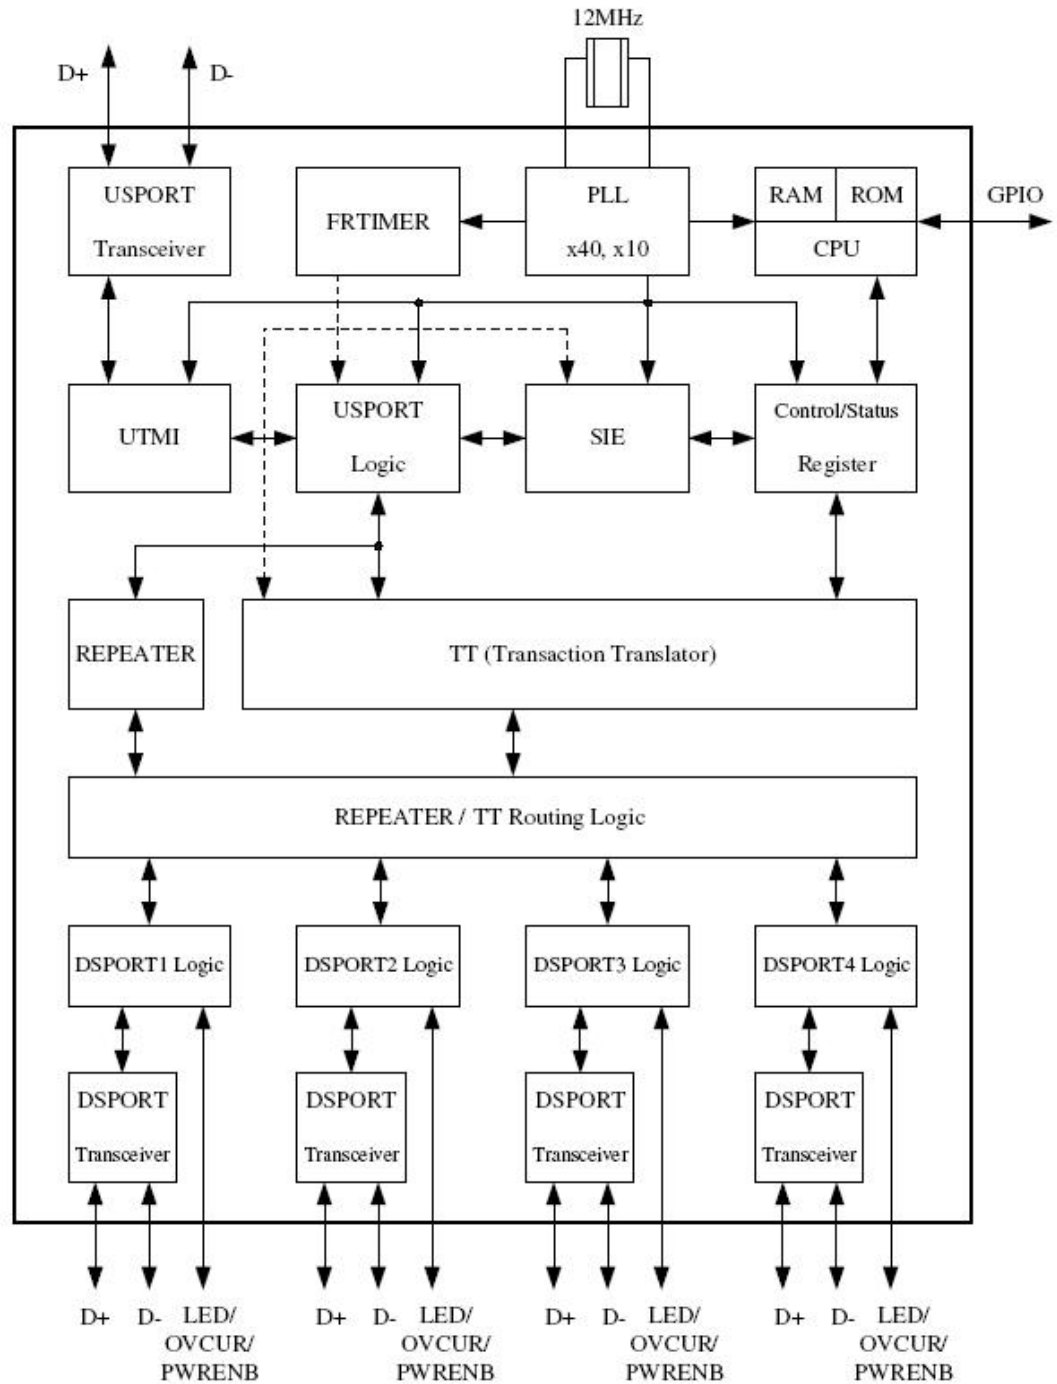 12MHz
D+
D-
USPORT
Transceiver
FRTIMER
PLL
x40, x10
RAM
ROM
CPU
GPIO
UTMI
USPORT
Logic
SIE
Control/Status
Register
REPEATER
TT (Transaction Translator)
REPEATER / TT Routing Logic
DSPORT1 Logic
DSPORT2 Logic
DSPORT3 Logic
DSPORT4 Logic
DSPORT
Transceiver
DSPORT
Transceiver
DSPORT
Transceiver
DSPORT
Transceiver
D+
D-
LED/
OVCUR/
PWRENB
D+
D-
LED/
OVCUR/
PWRENB
D+
D-
LED/
OVCUR/
PWRENB
D+
D-
LED/
OVCUR/
PWRENB